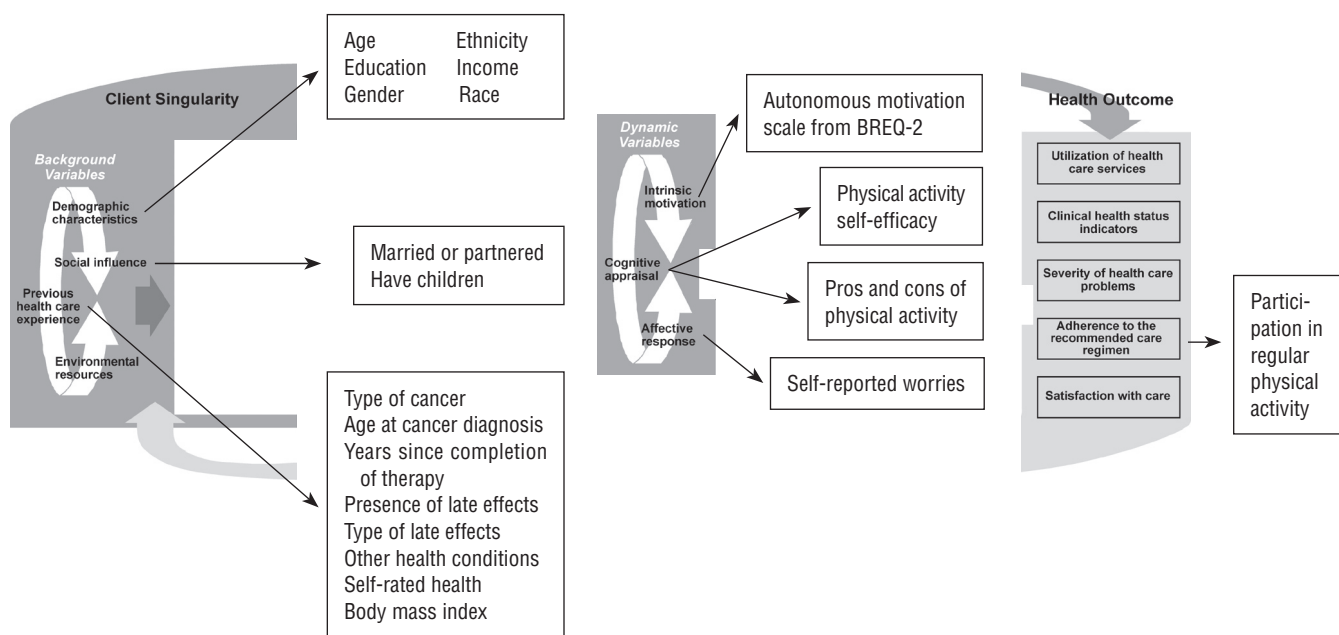 Client Singularity
Background
Variables
Demographic
characteristics
Social influence
Previous
health care
experience
Environmental
resources
Age Ethnicity
Education Income
Gender Race
Married or partnered
Have children
Type of cancer
Age at cancer diagnosis
Years since completion
of therapy
Presence of late effects
Type of late effects
Other health conditions
Self-rated health
Body mass index
Dynamic
Variables
Intrinsic
motivation
Cognitive
appraisal
Affective
response
Autonomous motivation
scale from BREQ-2
Physical activity
self-efficacy
Pros and cons of
physical activity
Self-reported worries
Health Outcome
Utilization of health
care services
Clinical health status
indicators
Severity of health care
problems
Adherence to the
recommended care
regimen
Satisfaction with care
Partici-
pation in
regular
physical
activity